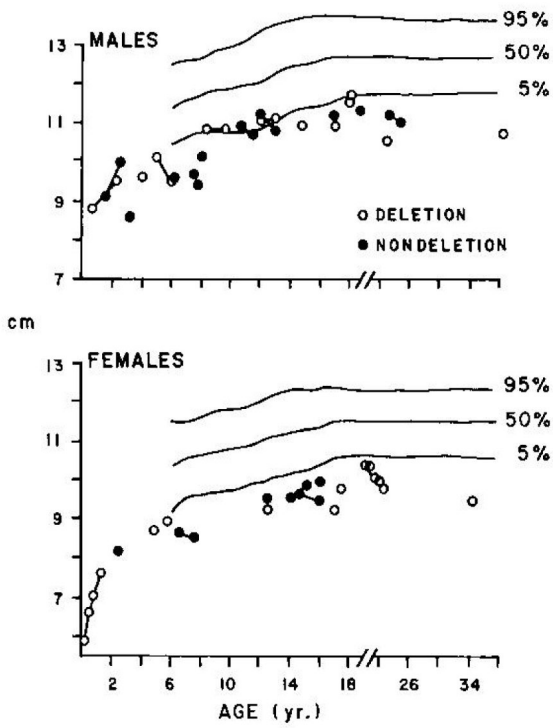 MALES
13
11
9
7
95%
50%
5%
DELETION
NONDELETION
cm
FEMALES
13
11
9
7
95%
50%
5%
2 6 10 14 18 26 34
AGE (yr.)